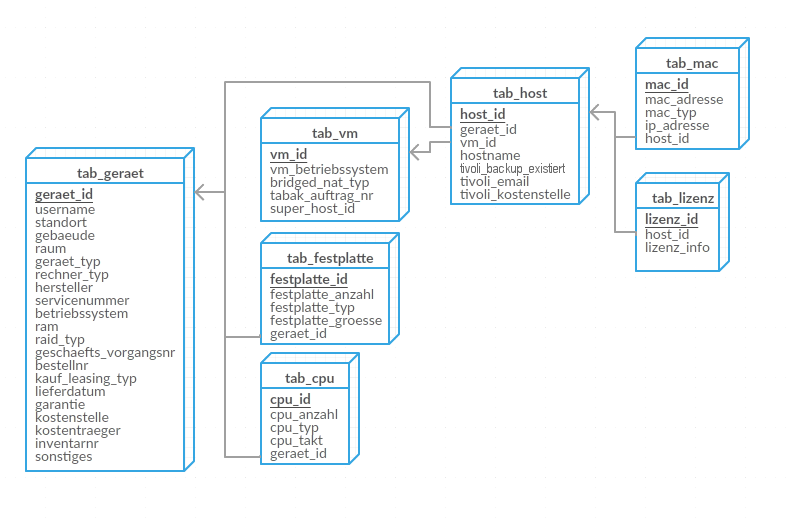 tab_geraet
geraet_id
username
standort
gebaeude
raum
geraet_typ
rechner_typ
hersteller
servicenummer
betriebssystem
ram
raid_typ
geschaefts_vorgangsnr
bestellnr
kauf_leasing_typ
lieferdatum
garantie
kostenstelle
kostentraeger
inventarnr
sonstiges
tab_vm
vm_id
vm_betriebssystem
bridged_nat_typ
tabak_auftrag_nr
super_host_id
tab_festplatte
festplatte_id
festplatte_anzahl
festplatte_typ
festplatte_groesse
geraet_id
tab_cpu
cpu_id
cpu_anzahl
cpu_typ
cpu_takt
geraet_id
tab_host
host_id
geraet_id
vm_id
hostname
tivoli_backup_existiert
tivoli_email
tivoli_kostenstelle
tab_mac
mac_id
mac_adresse
mac_typ
ip_adresse
host_id
tab_lizenz
lizenz_id
host_id
lizenz_info